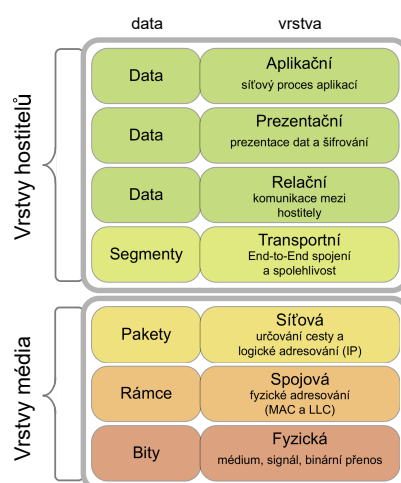 data vrstva
Vrstvy hostitelů
Data
Aplikační
síťový proces aplikací
Data
Prezentační
prezentace dat a šifrování
Data
Relační
komunikace mezi
hostitely
Segmenty
Transportní
End-to-End spojení
a spolehlivost
Vrstvy média
Pakety
Síťová
určování cesty a
logické adresování (IP)
Rámce
Spojová
fyzické adresování
(MAC a LLC)
Bity
Fyzická
médium, signál, binární přenos